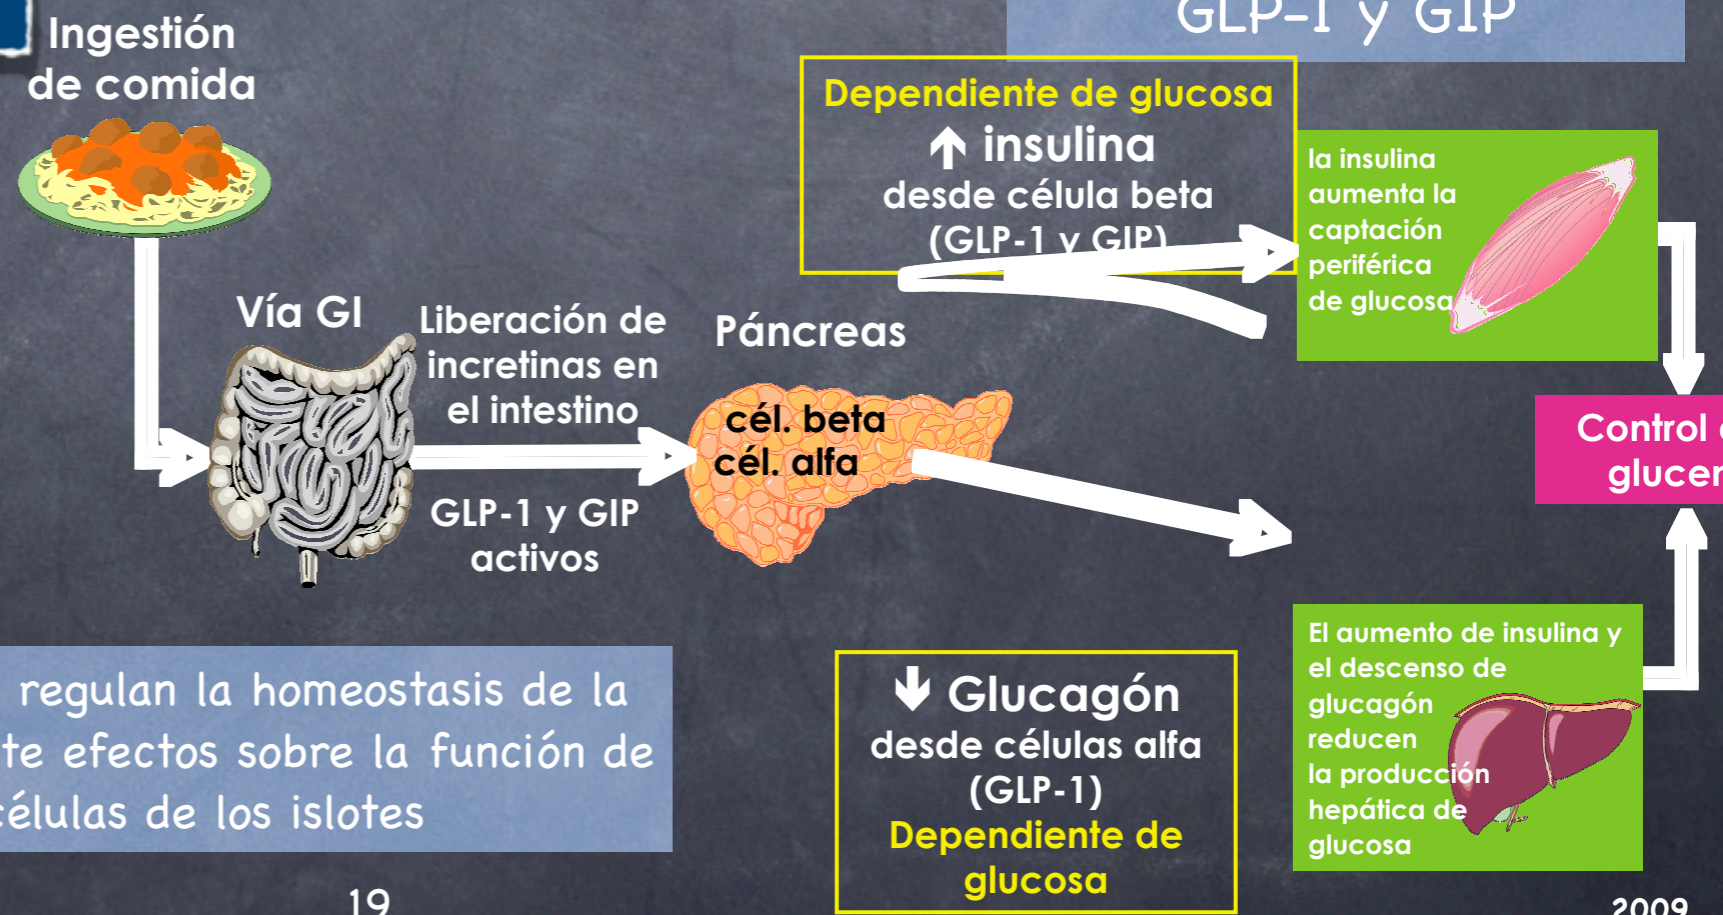 GLP-1 y GIP
Ingestión
de comida
Dependiente de glucosa
↑ insulina
desde célula beta
(GLP-1 y GIP)
la insulina
aumenta la
captación
periférica
de glucosa
Vía GI
Liberación de
incretinas en
el intestino
GLP-1 y GIP
activos
Páncreas
cél. beta
cél. alfa
Control
glucer
regulan la homeostasis de la
te efectos sobre la función de
células de los islotes
↓ Glucagón
desde células alfa
(GLP-1)
Dependiente de
glucosa
El aumento de insulina y
el descenso de
glucagón
reducen
la producción
hepática de
glucosa
19
2009